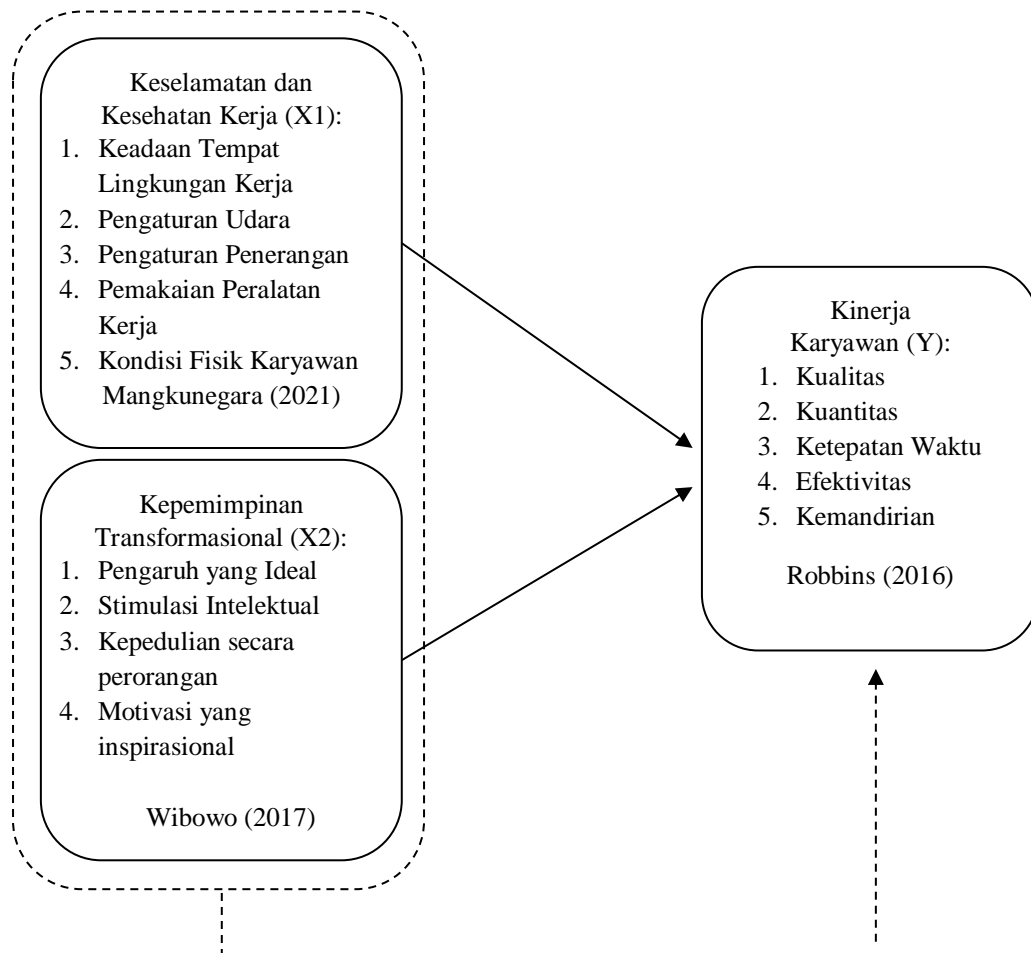 Keselamatan dan
Kesehatan Kerja (X1):
1. Keadaan Tempat
Lingkungan Kerja
2. Pengaturan Udara
3. Pengaturan Penerangan
4. Pemakaian Peralatan
Kerja
5. Kondisi Fisik Karyawan
Mangkunegara (2021)
Kepemimpinan
Transformasional (X2):
1. Pengaruh yang Ideal
2. Stimulasi Intelektual
3. Kepedulian secara
perorangan
4. Motivasi yang
inspirasional
Wibowo (2017)
Kinerja
Karyawan (Y):
1. Kualitas
2. Kuantitas
3. Ketepatan Waktu
4. Efektivitas
5. Kemandirian
Robbins (2016)